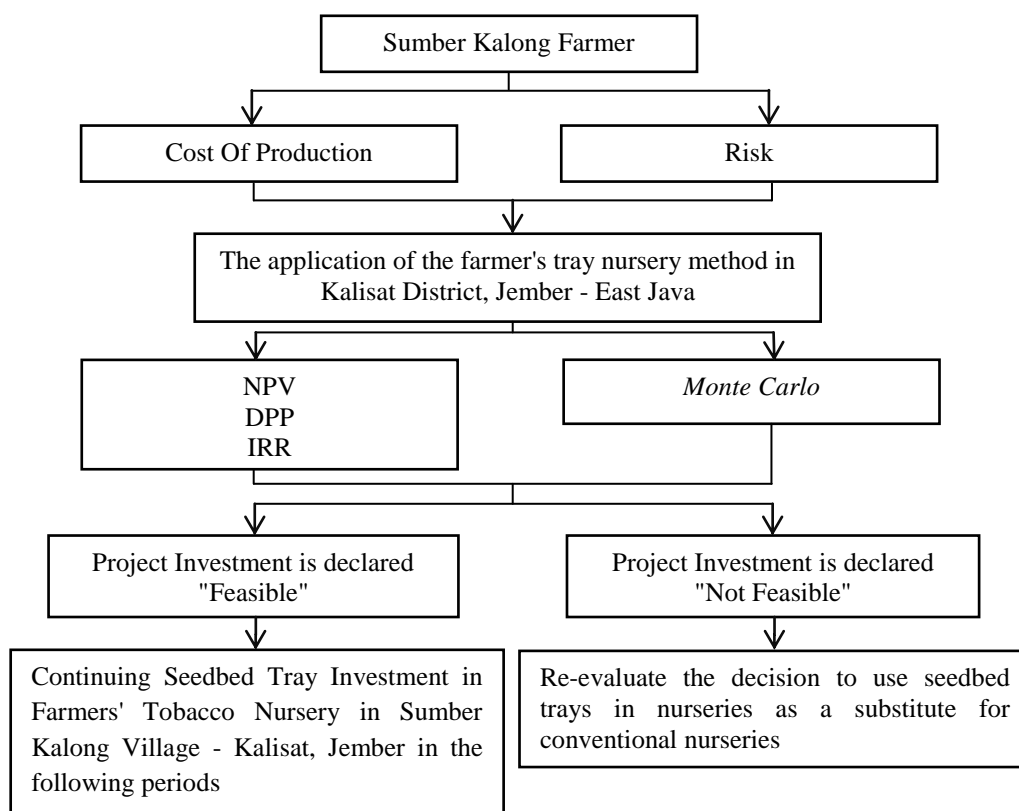 Sumber Kalong Farmer
Cost Of Production
Risk
The application of the farmer's tray nursery method in
Kalisat District, Jember - East Java
NPV
DPP
IRR
Monte Carlo
Project Investment is declared
"Feasible"
Project Investment is declared
"Not Feasible"
Continuing Seedbed Tray Investment in
Farmers' Tobacco Nursery in Sumber
Kalong Village - Kalisat, Jember in the
following periods
Re-evaluate the decision to use seedbed
trays in nurseries as a substitute for
conventional nurseries